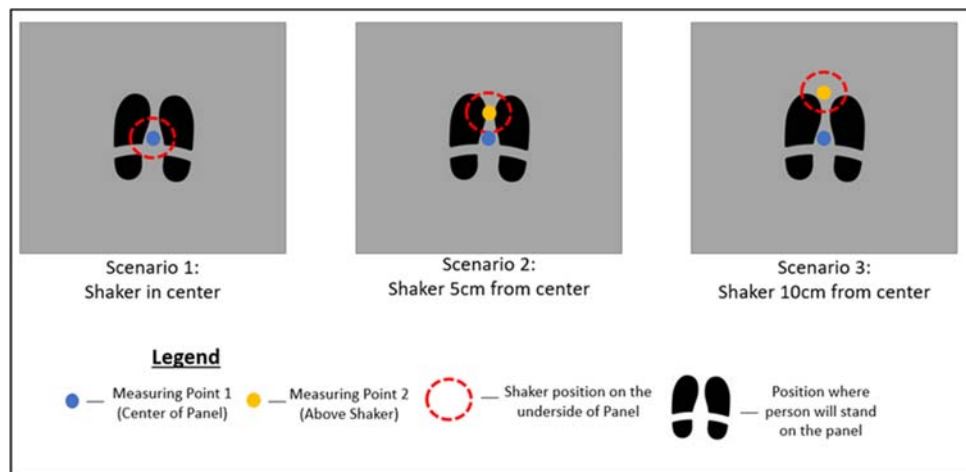 Scenario 1:
Shaker in center
Scenario 2:
Shaker 5cm from center
Scenario 3:
Shaker 10cm from center
Legend
Measuring Point 1
(Center of Panel)
Measuring Point 2
(Above Shaker)
Shaker position on the
underside of Panel
Position where
person will stand
on the panel